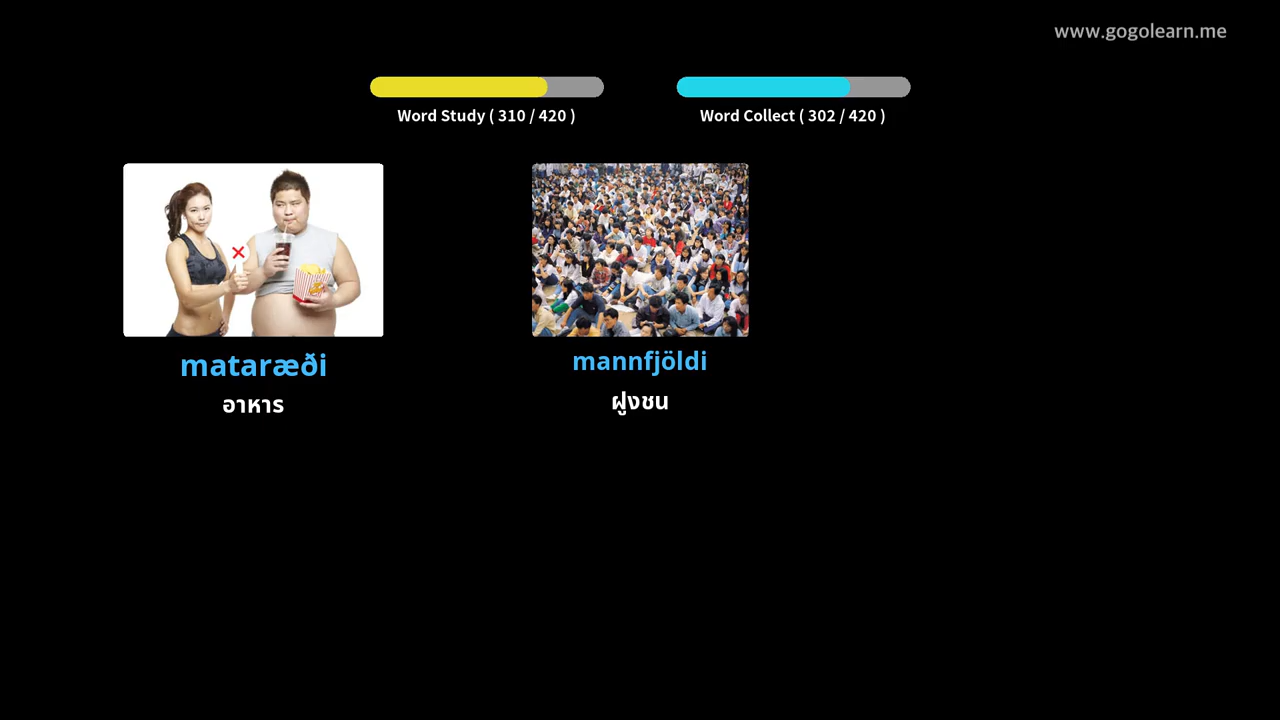 www.gogolearn.me
Word Study ( 310 / 420 )
Word Collect ( 302 / 420 )
mataræði
อาหาร
mannfjöldi
ฝูงชน